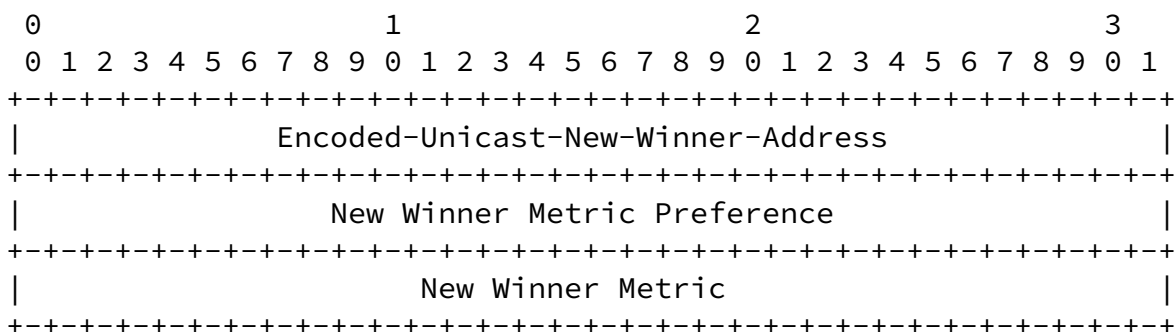 0                   1                   2                   3
 0 1 2 3 4 5 6 7 8 9 0 1 2 3 4 5 6 7 8 9 0 1 2 3 4 5 6 7 8 9 0 1
+-+-+-+-+-+-+-+-+-+-+-+-+-+-+-+-+-+-+-+-+-+-+-+-+-+-+-+-+-+-+-+-+
|              Encoded-Unicast-New-Winner-Address               |
+-+-+-+-+-+-+-+-+-+-+-+-+-+-+-+-+-+-+-+-+-+-+-+-+-+-+-+-+-+-+-+-+
|                 New Winner Metric Preference                  |
+-+-+-+-+-+-+-+-+-+-+-+-+-+-+-+-+-+-+-+-+-+-+-+-+-+-+-+-+-+-+-+-+
|                      New Winner Metric                        |
+-+-+-+-+-+-+-+-+-+-+-+-+-+-+-+-+-+-+-+-+-+-+-+-+-+-+-+-+-+-+-+-+